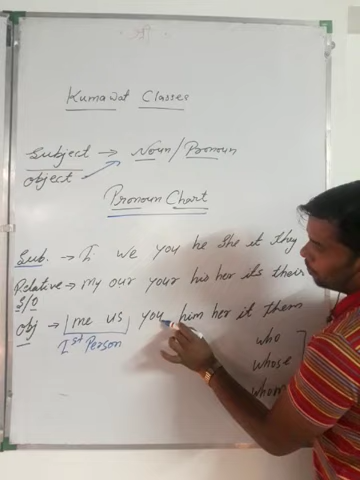 Kumawat Classes
Subject → Noun/Pronoun
Object
Pronoun Chart
Sub. → I we you he she it they
Relative → my our your his her its their
S/O
Obj → me us you him her it them
1st Person
who
whose
whom